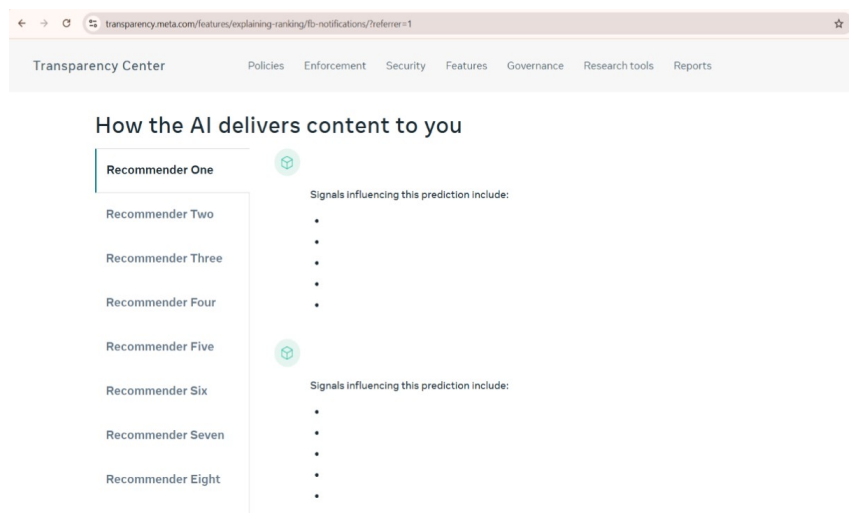 transparency.meta.com/features/explaining-ranking/fb-notifications/?referrer=1
Transparency Center Policies Enforcement Security Features Governance Research tools Reports
How the AI delivers content to you
Recommender One
Recommender Two
Recommender Three
Recommender Four
Recommender Five
Recommender Six
Recommender Seven
Recommender Eight
Signals influencing this prediction include:
•
•
•
•
•
Signals influencing this prediction include:
•
•
•
•
•